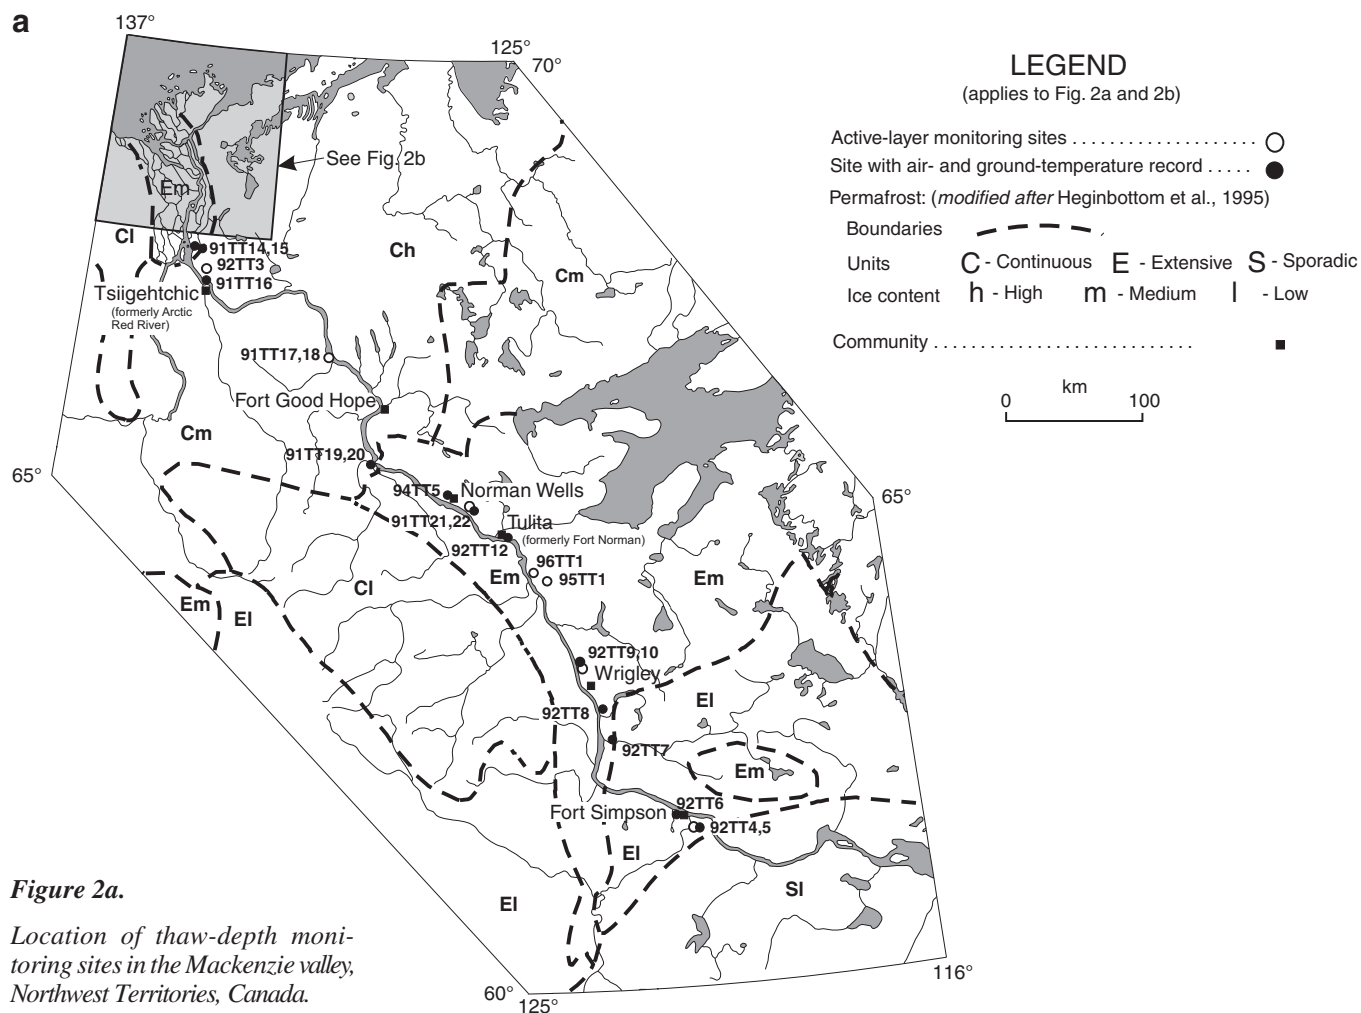 a
137°
125°
70°
See Fig. 2b
Em
Cl
91TT14,15
92TT3
91TT16
Tsiigehtchic
(formerly Arctic
Red River)
Ch
Cm
91TT17,18
Fort Good Hope
Cm
91TT19,20
65°
65°
94TT5
Norman Wells
91TT21,22
Tulita
(formerly Fort Norman)
92TT12
96TT1
95TT1
Em
Em
Cl
Em
El
92TT9,10
Wrigley
El
92TT8
92TT7
Em
92TT6
Fort Simpson
92TT4,5
El
Sl
El
116°
60°
125°
LEGEND
(applies to Fig. 2a and 2b)
Active-layer monitoring sites . . . . . . . . . . . . . . . . . . . .
Site with air- and ground-temperature record . . . . .
Permafrost: (modified after Heginbottom et al., 1995)
Boundaries
Units C - Continuous E - Extensive S - Sporadic
Ice content h - High m - Medium l - Low
Community . . . . . . . . . . . . . . . . . . . . . . . . . .
km
0 100
Figure 2a.
Location of thaw-depth moni-
toring sites in the Mackenzie valley,
Northwest Territories, Canada.